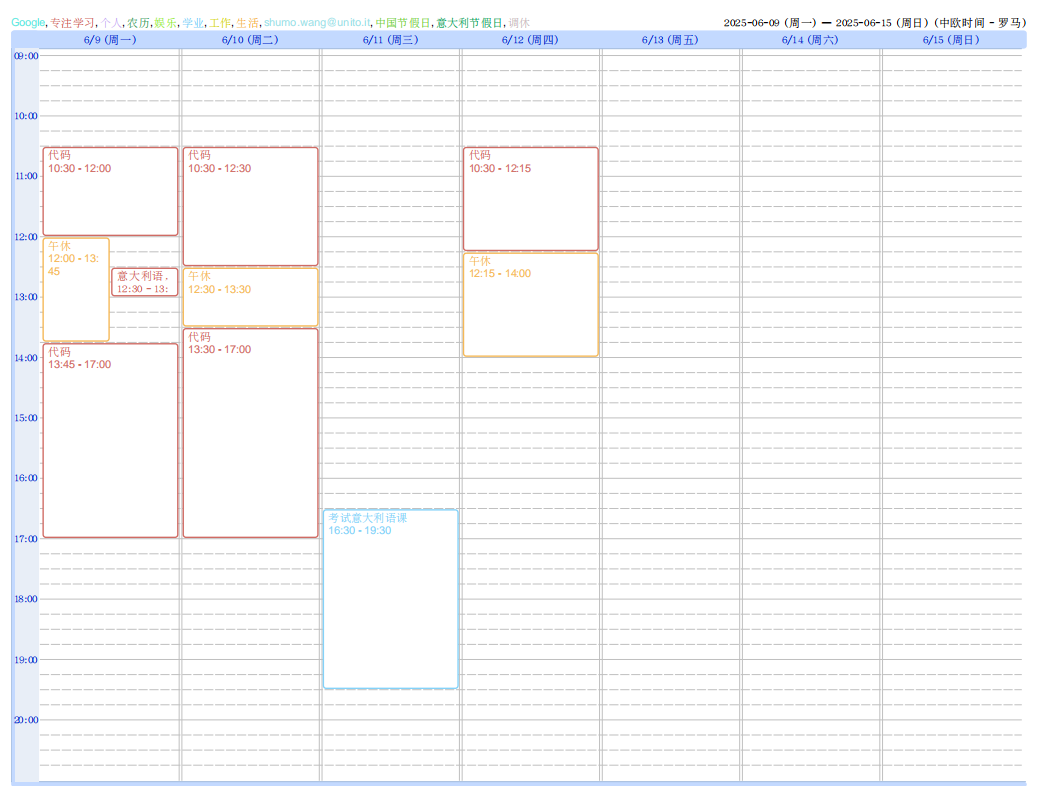 Google,专注学习,个人,农历,娱乐,学业,工作,生活,shumo.wang@unito.it,中国节假日,意大利节假日,调休
2025-06-09 (周一) — 2025-06-15 (周日) (中欧时间 - 罗马)
6/9 (周一) 6/10 (周二) 6/11 (周三) 6/12 (周四) 6/13 (周五) 6/14 (周六) 6/15 (周日)
09:00
10:00
代码
10:30 - 12:00
代码
10:30 - 12:30
代码
10:30 - 12:15
11:00
12:00
午休
12:00 - 13:
45
意大利语.
12:30 - 13:
午休
12:30 - 13:30
午休
12:15 - 14:00
13:00
代码
13:45 - 17:00
代码
13:30 - 17:00
14:00
15:00
16:00
考试意大利语课
16:30 - 19:30
17:00
18:00
19:00
20:00